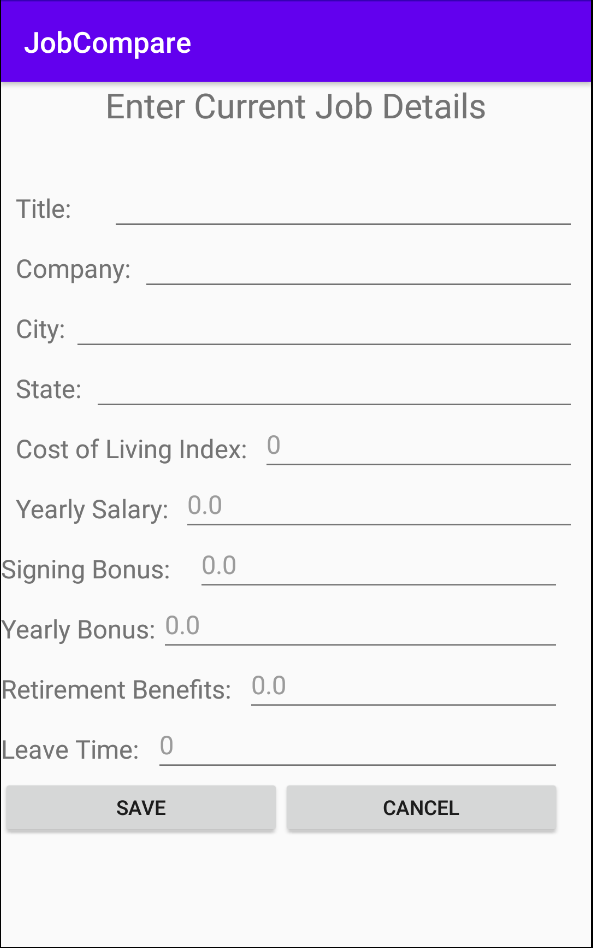 JobCompare
Enter Current Job Details
Title:
Company:
City:
State:
Cost of Living Index: 0
Yearly Salary: 0.0
Signing Bonus: 0.0
Yearly Bonus: 0.0
Retirement Benefits: 0.0
Leave Time: 0
SAVE CANCEL